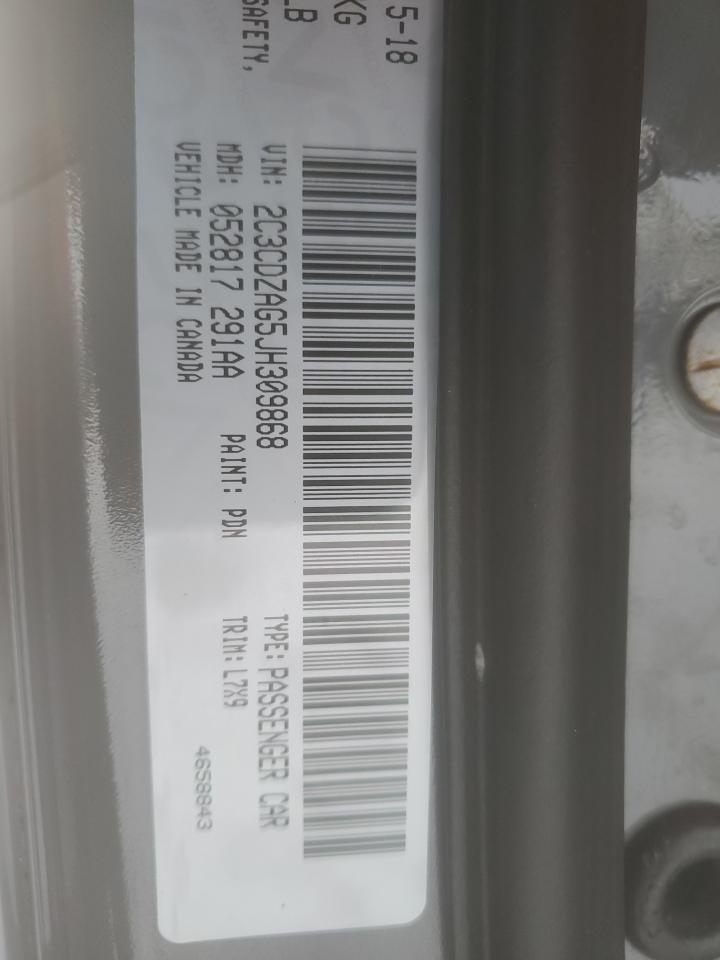 5-18
KG
LB
SAFETY,
VIN: 2C3CDZAG5JH309868 TYPE: PASSENGER CAR
MDH: 052817 291AA PAINT: PDN TRIM: L7X9
VEHICLE MADE IN CANADA 4658843